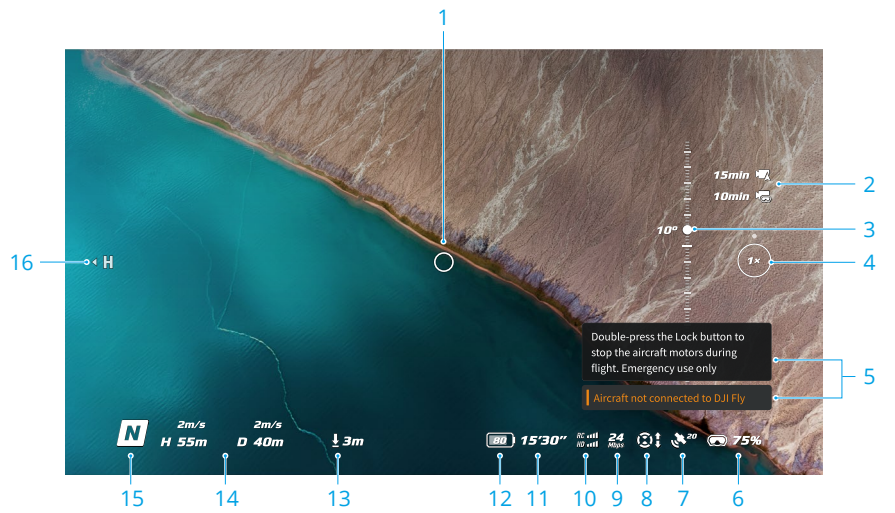 1
15min
2
10min
10°
3
16
H
1×
4
Double-press the Lock button to
stop the aircraft motors during
flight. Emergency use only
5
Aircraft not connected to DJI Fly
N
2m/s
2m/s
H 55m
D 40m
3m
80
15'30"
RC
HD
24
Mbps
20
75%
15
14
13
12
11
10
9
8
7
6